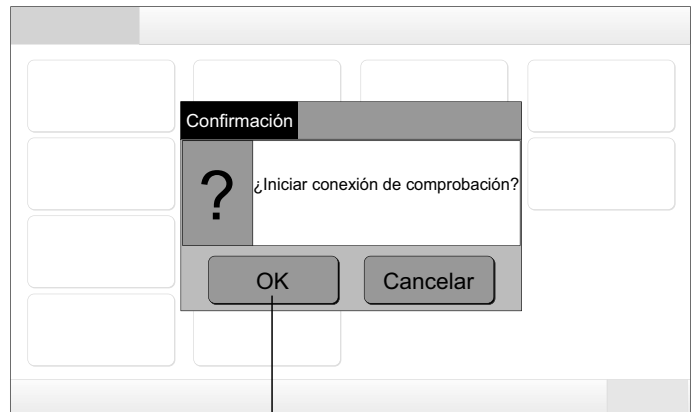 Confirmación
?
¿Iniciar conexión de comprobación?
OK
Cancelar